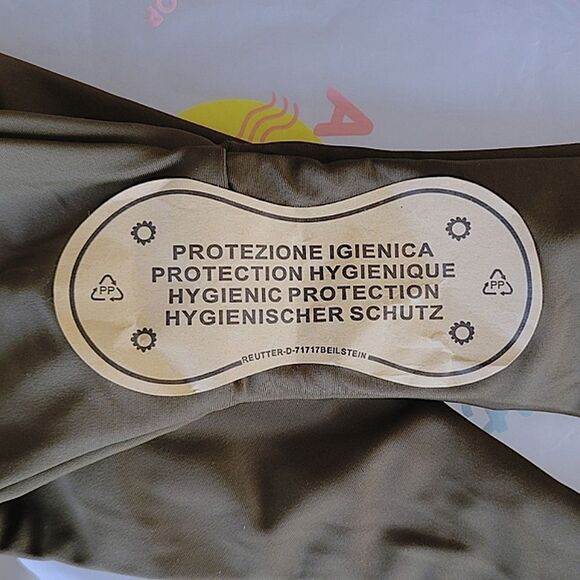 PROTEZIONE IGIENICA
PROTECTION HYGIENIQUE
HYGIENIC PROTECTION
HYGIENISCHER SCHUTZ
PP
PP
REUTTER-D-71717BEILSTEIN